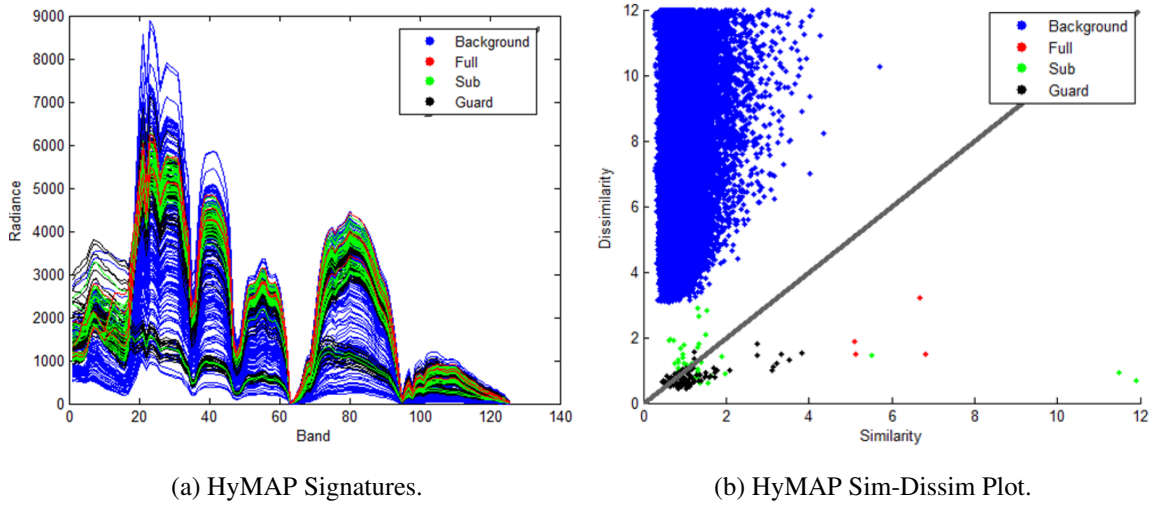 9000
8000
7000
6000
5000
4000
3000
2000
1000
0
0 20 40 60 80 100 120 140
Radiance
Band
Background
Full
Sub
Guard
(a) HyMAP Signatures.
12
10
8
6
4
2
0
0 2 4 6 8 10 12
Dissimilarity
Similarity
Background
Full
Sub
Guard
(b) HyMAP Sim-Dissim Plot.